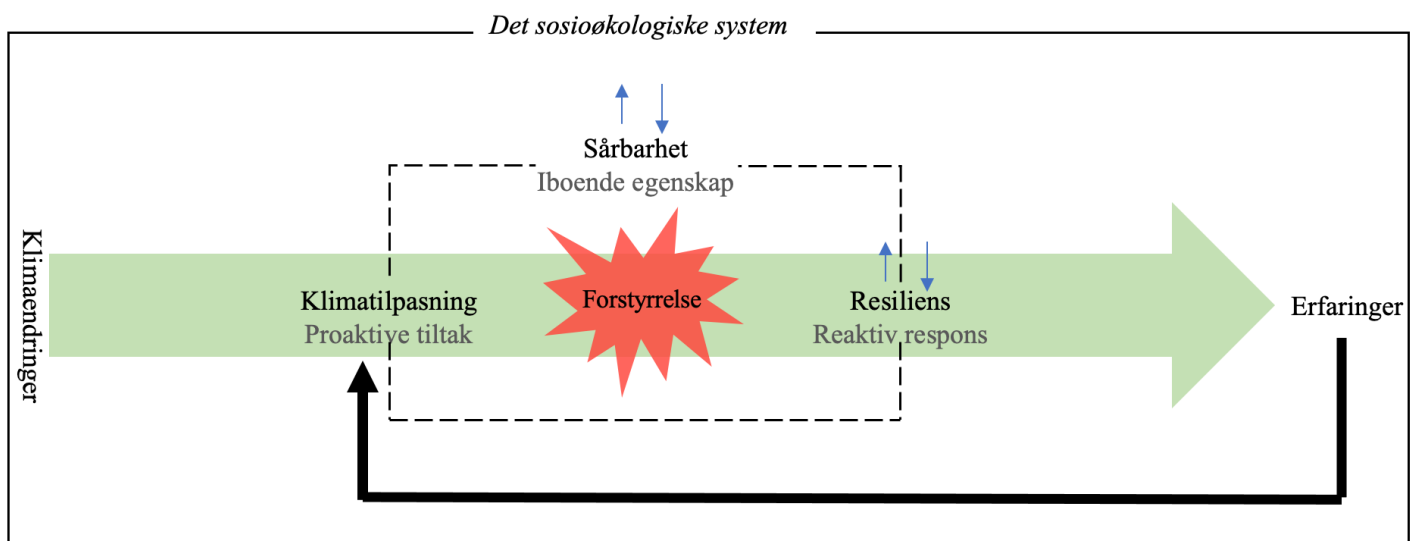 Det sosioøkologiske system
Sårbarhet
Iboende egenskap
Klimaendringer
Klimatilpasning
Proaktive tiltak
Forstyrrelse
Resiliens
Reaktiv respons
Erfaringer